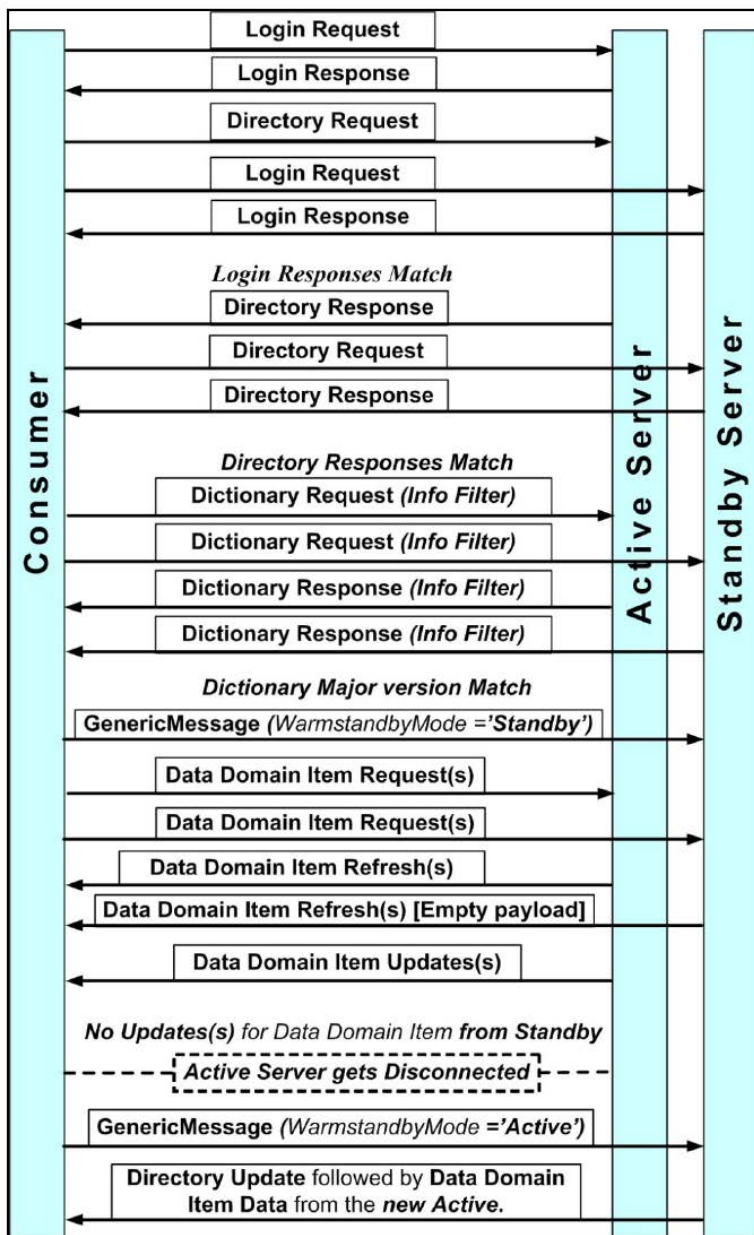 Login Request
Login Response
Directory Request
Login Request
Login Response
Login Responses Match
Directory Response
Directory Request
Directory Response
Directory Responses Match
Dictionary Request (Info Filter)
Dictionary Request (Info Filter)
Dictionary Response (Info Filter)
Dictionary Response (Info Filter)
Dictionary Major version Match
GenericMessage (WarmstandbyMode ='Standby')
Data Domain Item Request(s)
Data Domain Item Request(s)
Data Domain Item Refresh(s)
Data Domain Item Refresh(s) [Empty payload]
Data Domain Item Updates(s)
No Updates(s) for Data Domain Item from Standby
Active Server gets Disconnected
GenericMessage (WarmstandbyMode ='Active')
Directory Update followed by Data Domain
Item Data from the new Active.
Consumer
Active Server
Standby Server